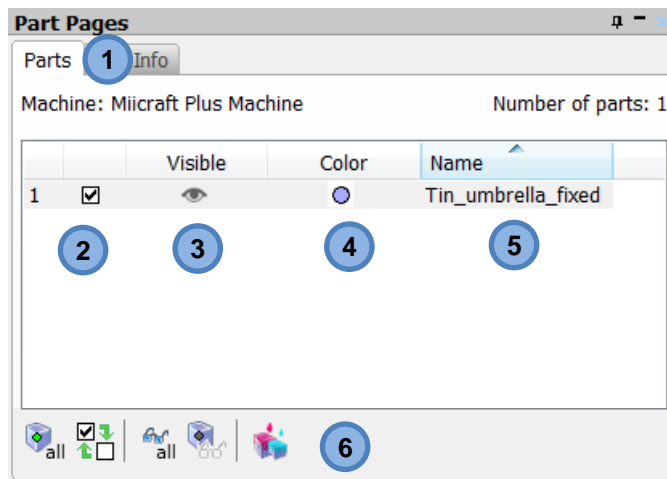 Part Pages
Parts 1 Info
Machine: Miicraft Plus Machine Number of parts: 1
Visible Color Name
1 Tin_umbrella_fixed
2 3 4 5
all all 6